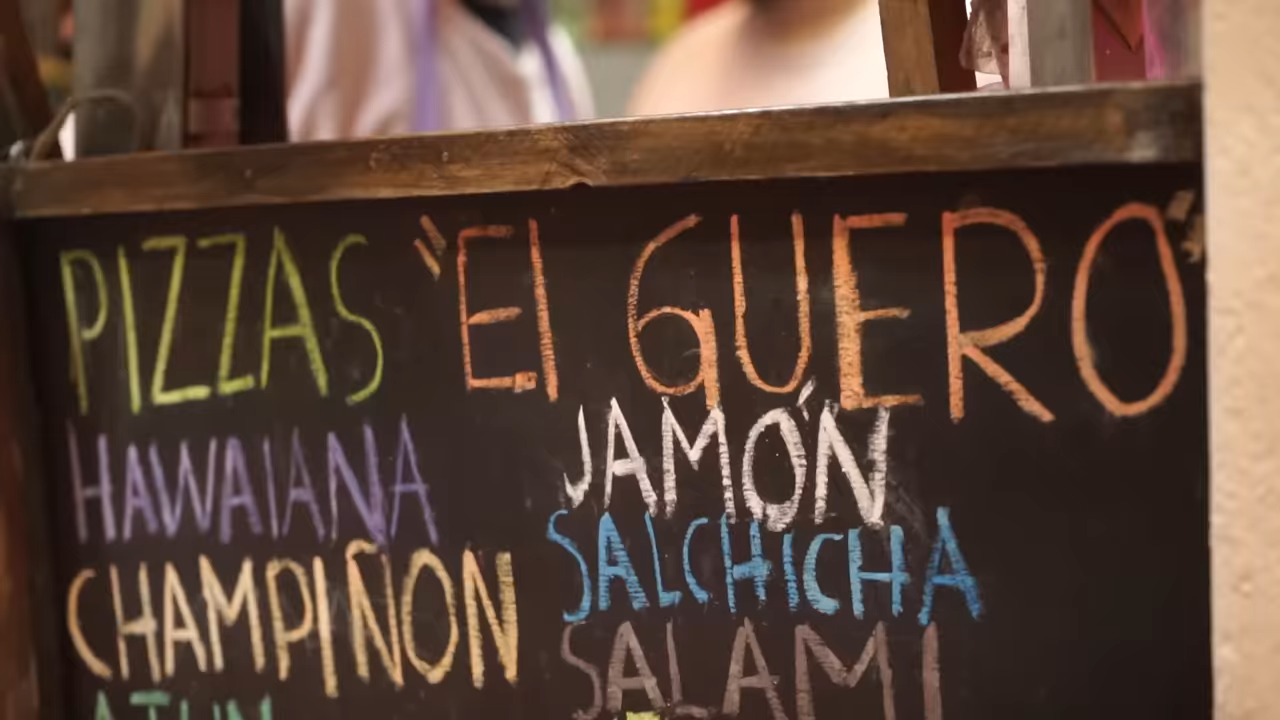 PIZZAS "El GUERO"
HAWAIANA
JAMÓN
CHAMPIÑON
SALCHICHA
SALAMI